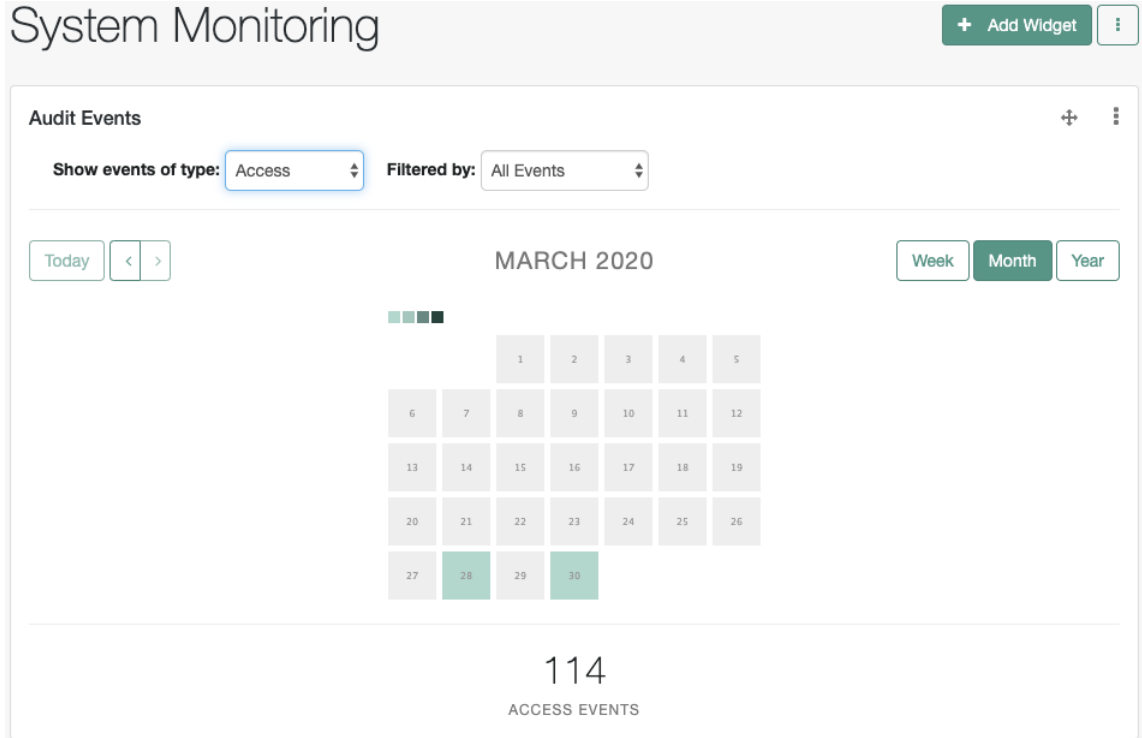 System Monitoring
+ Add Widget
Audit Events
Show events of type: Access Filtered by: All Events
Today < > MARCH 2020 Week Month Year
1 2 3 4 5
6 7 8 9 10 11 12
13 14 15 16 17 18 19
20 21 22 23 24 25 26
27 28 29 30
114
ACCESS EVENTS